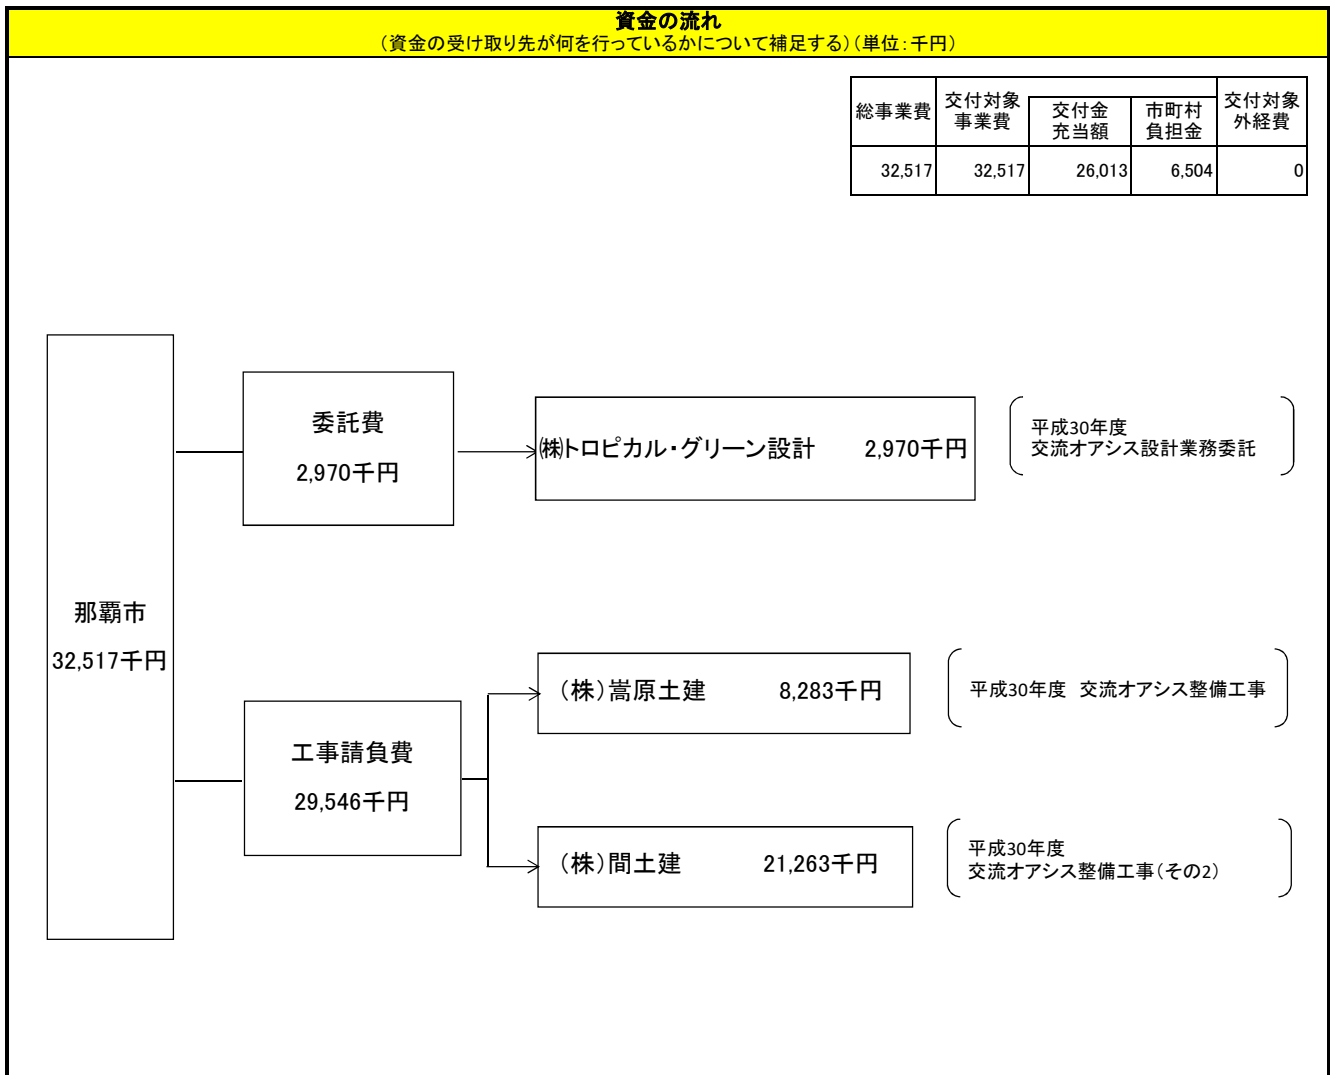 資金の流れ
（資金の受け取り先が何を行っているかについて補足する）（単位：千円）
総事業費
交付対象
事業費
交付金
充当額
市町村
負担金
交付対象
外経費
32,517
32,517
26,013
6,504
0
委託費
2,970千円
㈱トロピカル・グリーン設計 2,970千円
平成30年度
交流オアシス設計業務委託
那覇市
32,517千円
工事請負費
29,546千円
（株）嵩原土建 8,283千円
平成30年度 交流オアシス整備工事
（株）間土建 21,263千円
平成30年度
交流オアシス整備工事（その2）